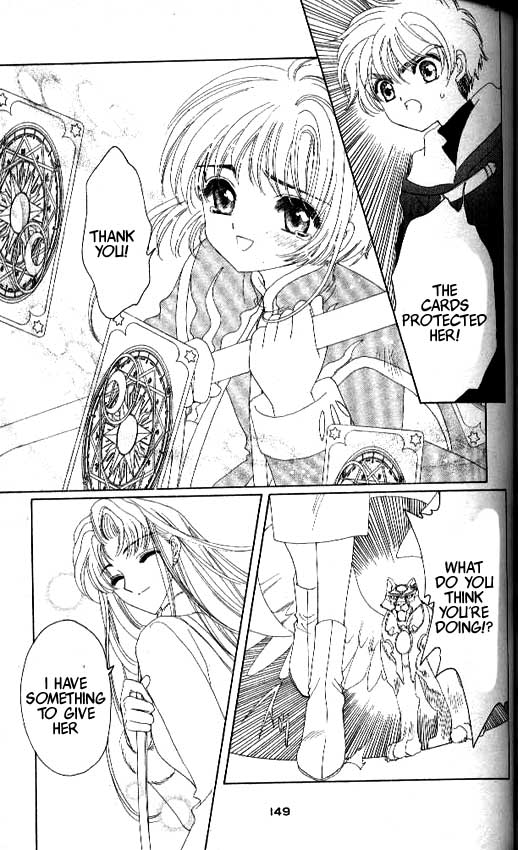 THE
CARDS
PROTECTED
HER!
THANK
YOU!
WHAT
DO YOU
THINK
YOU'RE
DOING!?
I HAVE
SOMETHING
TO GIVE
HER
149